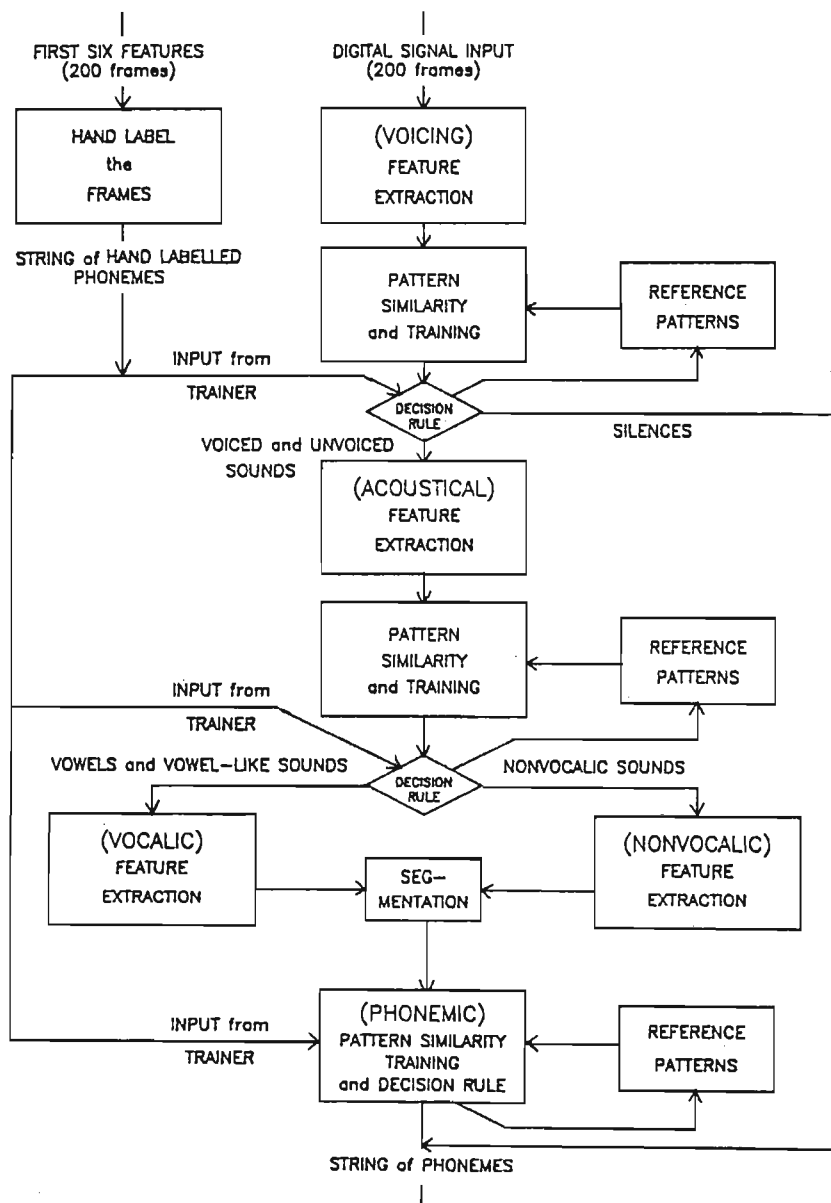 FIRST SIX FEATURES
(200 frames)
DIGITAL SIGNAL INPUT
(200 frames)
HAND LABEL
the
FRAMES
(VOICING)
FEATURE
EXTRACTION
STRING of HAND LABELLED
PHONEMES
PATTERN
SIMILARITY
and TRAINING
REFERENCE
PATTERNS
INPUT from
TRAINER
DECISION
RULE
SILENCES
VOICED and UNVOICED
SOUNDS
(ACOUSTICAL)
FEATURE
EXTRACTION
PATTERN
SIMILARITY
and TRAINING
REFERENCE
PATTERNS
INPUT from
TRAINER
DECISION
RULE
VOWELS and VOWEL-LIKE SOUNDS
NONVOCALIC SOUNDS
(VOCALIC)
FEATURE
EXTRACTION
SEG-
MENTATION
(NONVOCALIC)
FEATURE
EXTRACTION
INPUT from
TRAINER
(PHONEMIC)
PATTERN SIMILARITY
TRAINING
and DECISION RULE
REFERENCE
PATTERNS
STRING of PHONEMES